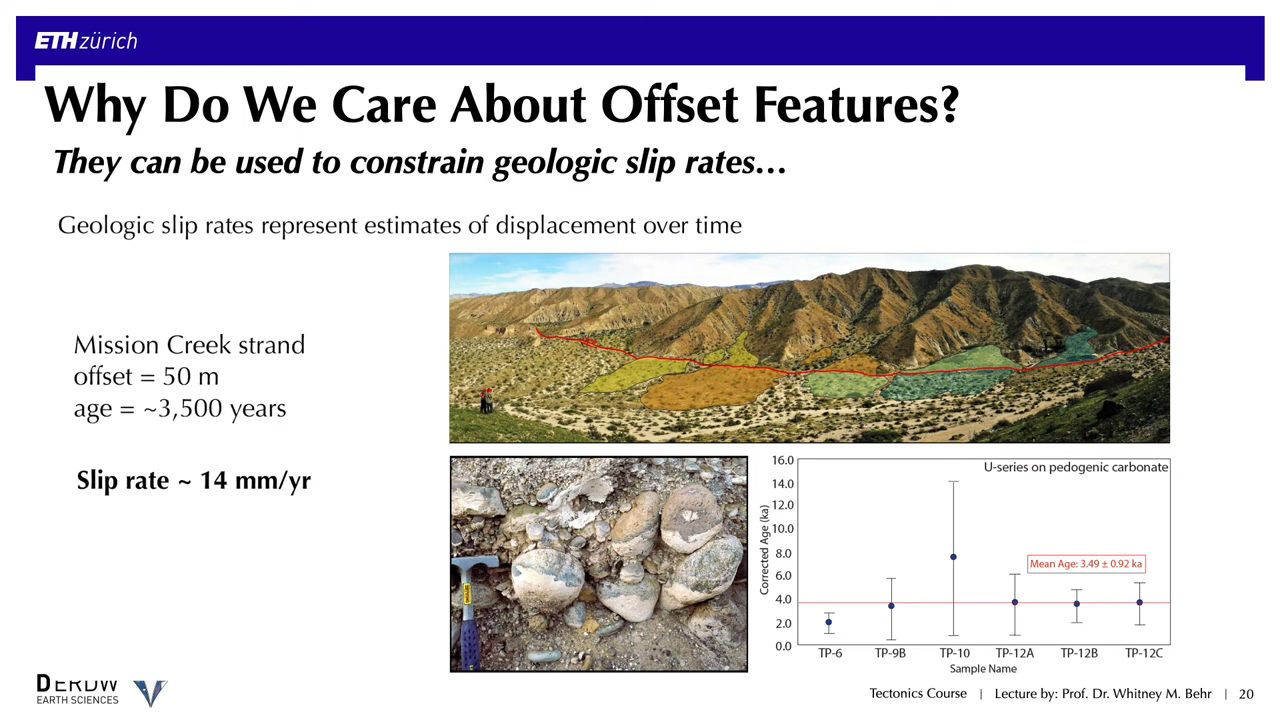 ETH zürich
Why Do We Care About Offset Features?
They can be used to constrain geologic slip rates…
Geologic slip rates represent estimates of displacement over time
Mission Creek strand
offset = 50 m
age = ~3,500 years
Slip rate ~ 14 mm/yr
U-series on pedogenic carbonate
Corrected Age (ka)
16.0
14.0
12.0
10.0
8.0
6.0
4.0
2.0
0.0
Mean Age: 3.49 ± 0.92 ka
TP-6 TP-9B TP-10 TP-12A TP-12B TP-12C
Sample Name
EARTH SCIENCES
Tectonics Course | Lecture by: Prof. Dr. Whitney M. Behr | 20